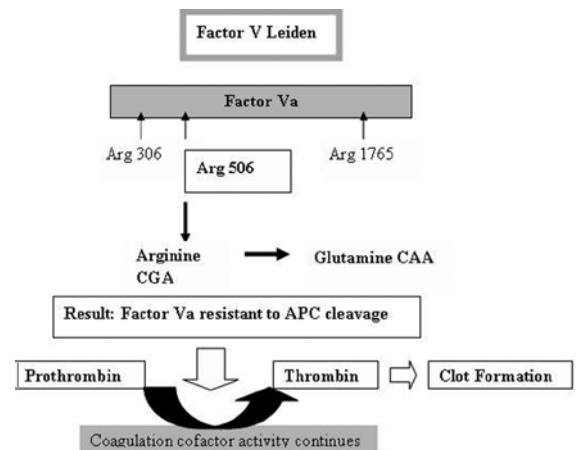 Factor V Leiden
Factor Va
Arg 306
Arg 1765
Arg 506
Arginine
CGA
Glutamine CAA
Result: Factor Va resistant to APC cleavage
Prothrombin
Thrombin
Clot Formation
Coagulation cofactor activity continues